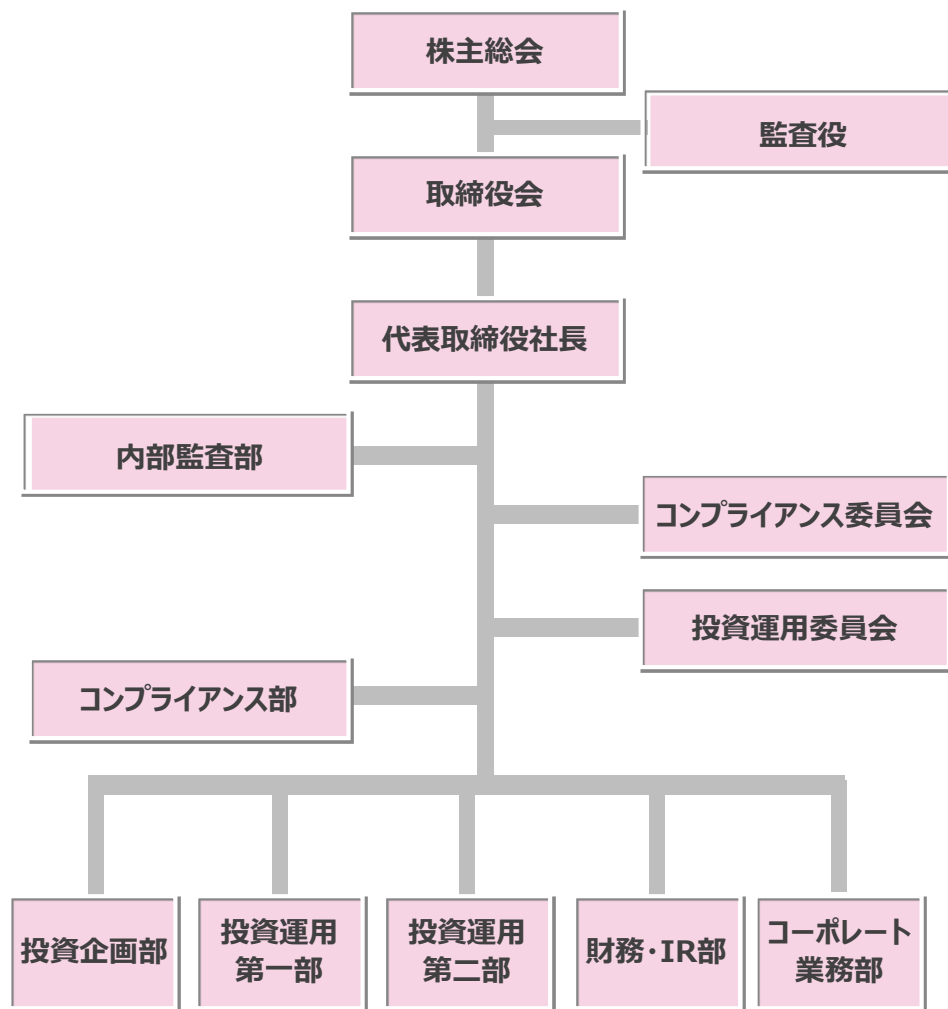 株主総会
監査役
取締役会
代表取締役社長
内部監査部
コンプライアンス委員会
投資運用委員会
コンプライアンス部
投資企画部
投資運用
第一部
投資運用
第二部
財務・IR部
コーポレート
業務部